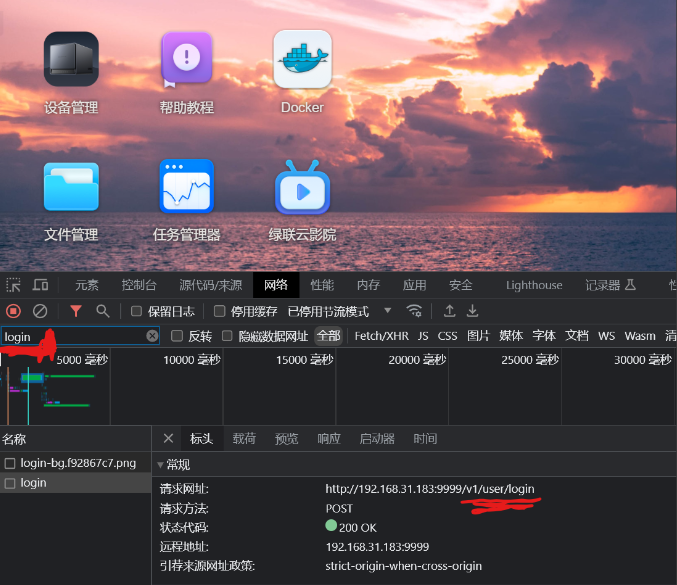 设备管理
帮助教程
Docker
文件管理
任务管理器
绿联云影院
元素 控制台 源代码/来源 网络 性能 内存 应用 安全 Lighthouse 记录器
保留日志 停用缓存 已停用节流模式
login 反转 隐藏数据网址 全部 Fetch/XHR JS CSS 图片 媒体 字体 文档 WS Wasm 清
5000 毫秒 10000 毫秒 15000 毫秒 20000 毫秒 25000 毫秒 30000 毫秒
名称 标头 载荷 预览 响应 启动器 时间
login-bg.f92867c7.png
login
常规
请求网址: http://192.168.31.183:9999/v1/user/login
请求方法: POST
状态代码: 200 OK
远程地址: 192.168.31.183:9999
引荐来源网址政策: strict-origin-when-cross-origin